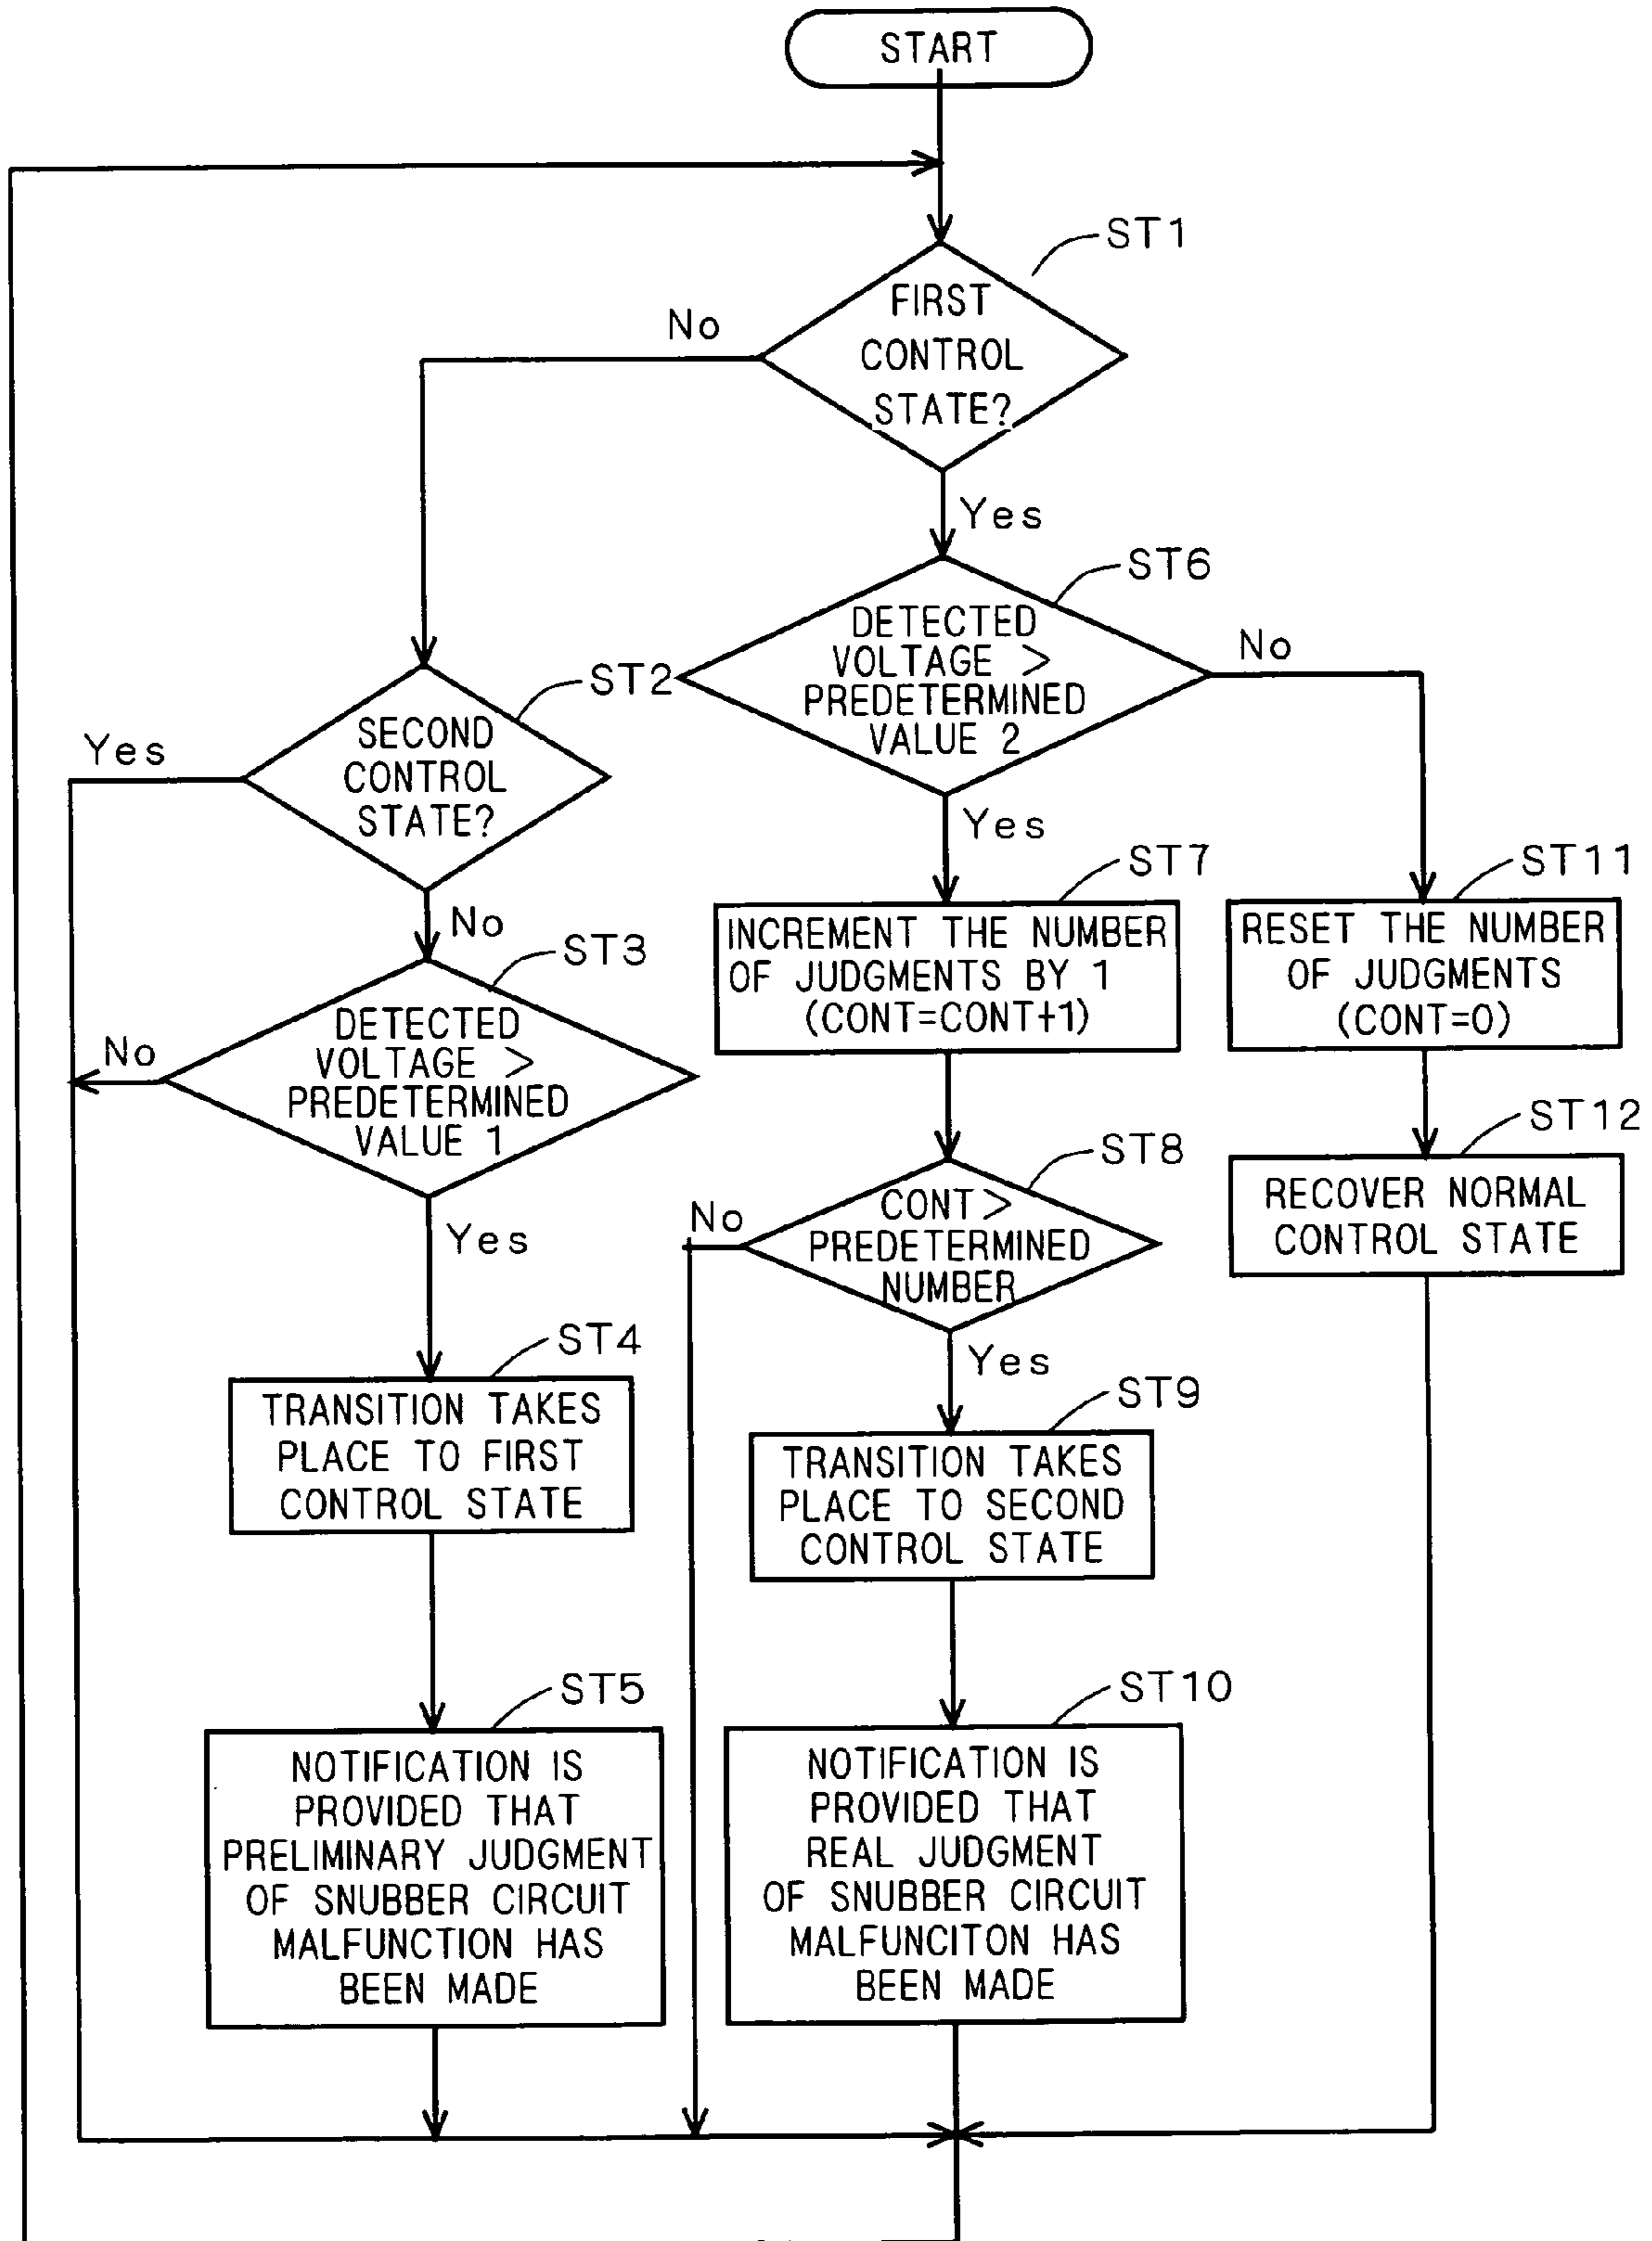 START
ST1
FIRST
CONTROL
STATE?
No
Yes
ST6
DETECTED
VOLTAGE >
PREDETERMINED
VALUE 2
No
Yes
ST2
SECOND
CONTROL
STATE?
Yes
No
ST3
DETECTED
VOLTAGE >
PREDETERMINED
VALUE 1
No
Yes
ST4
TRANSITION TAKES
PLACE TO FIRST
CONTROL STATE
ST5
NOTIFICATION IS
PROVIDED THAT
PRELIMINARY JUDGMENT
OF SNUBBER CIRCUIT
MALFUNCTION HAS
BEEN MADE
ST7
INCREMENT THE NUMBER
OF JUDGMENTS BY 1
(CONT=CONT+1)
ST8
CONT>
PREDETERMINED
NUMBER
No
Yes
ST9
TRANSITION TAKES
PLACE TO SECOND
CONTROL STATE
ST10
NOTIFICATION IS
PROVIDED THAT
REAL JUDGMENT
OF SNUBBER CIRCUIT
MALFUNCITON HAS
BEEN MADE
ST11
RESET THE NUMBER
OF JUDGMENTS
(CONT=0)
ST12
RECOVER NORMAL
CONTROL STATE